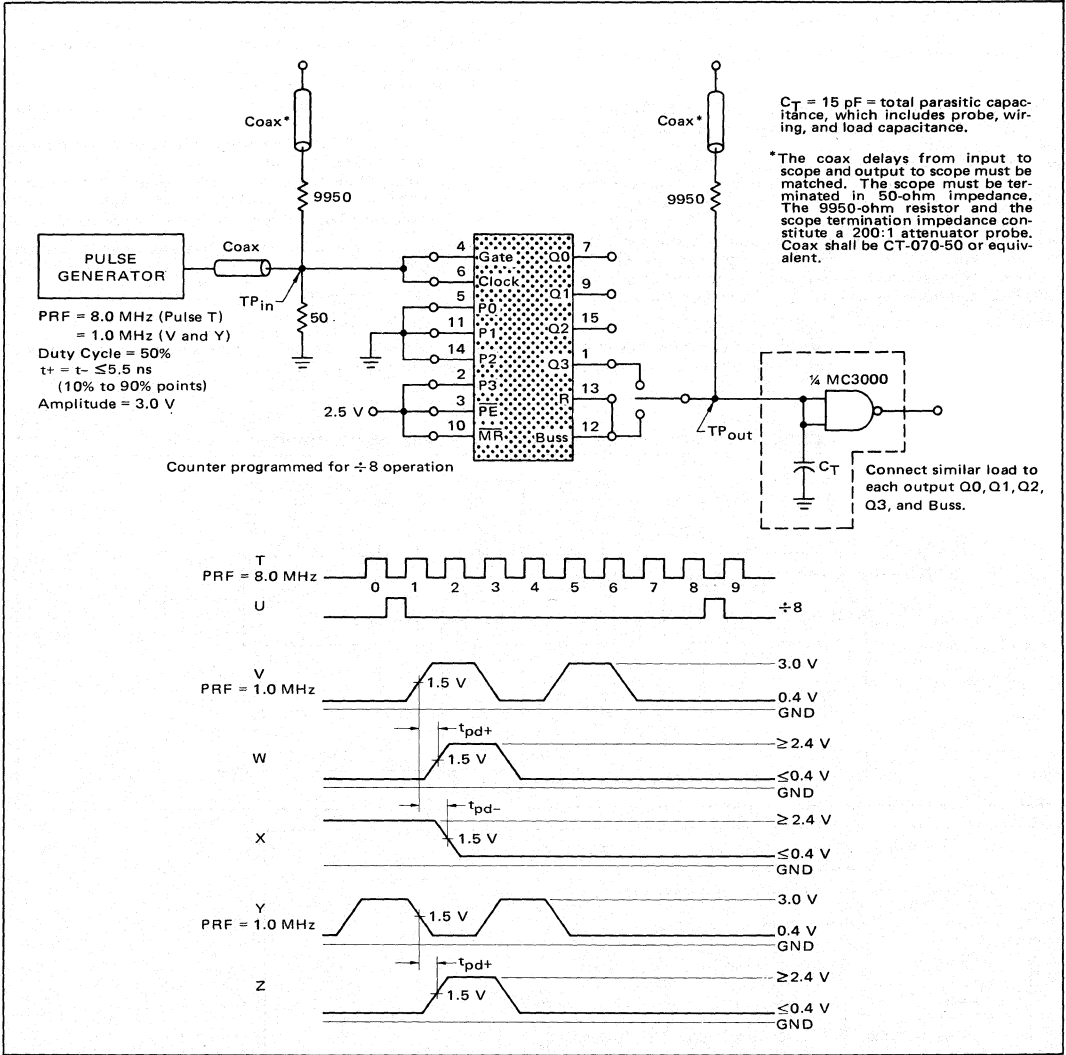 Coax*
Coax*
C_T = 15 pF = total parasitic capac-
itance, which includes probe, wir-
ing, and load capacitance.
*The coax delays from input to
scope and output to scope must be
matched. The scope must be ter-
minated in 50-ohm impedance.
The 9950-ohm resistor and the
scope termination impedance con-
stitute a 200:1 attenuator probe.
Coax shall be CT-070-50 or equiv-
alent.
9950
9950
PULSE
GENERATOR
Coax
TP_in
50
PRF = 8.0 MHz (Pulse T)
= 1.0 MHz (V and Y)
Duty Cycle = 50%
t+ = t− ≤5.5 ns
(10% to 90% points)
Amplitude = 3.0 V
2.5 V
4 Gate
6 Clock
5 P0
11 P1
14 P2
2 P3
3 P̅E̅
10 M̅R̅
Q0 7
Q1 9
Q2 15
Q3 1
R 13
Buss 12
TP_out
¼ MC3000
C_T
Counter programmed for ÷8 operation
Connect similar load to
each output Q0, Q1, Q2,
Q3, and Buss.
T
PRF = 8.0 MHz
0 1 2 3 4 5 6 7 8 9
U
÷8
V
PRF = 1.0 MHz
1.5 V
3.0 V
0.4 V
GND
W
t_pd+
1.5 V
≥2.4 V
≤0.4 V
GND
X
t_pd−
1.5 V
≥2.4 V
≤0.4 V
GND
Y
PRF = 1.0 MHz
1.5 V
3.0 V
0.4 V
GND
Z
t_pd+
1.5 V
≥2.4 V
≤0.4 V
GND